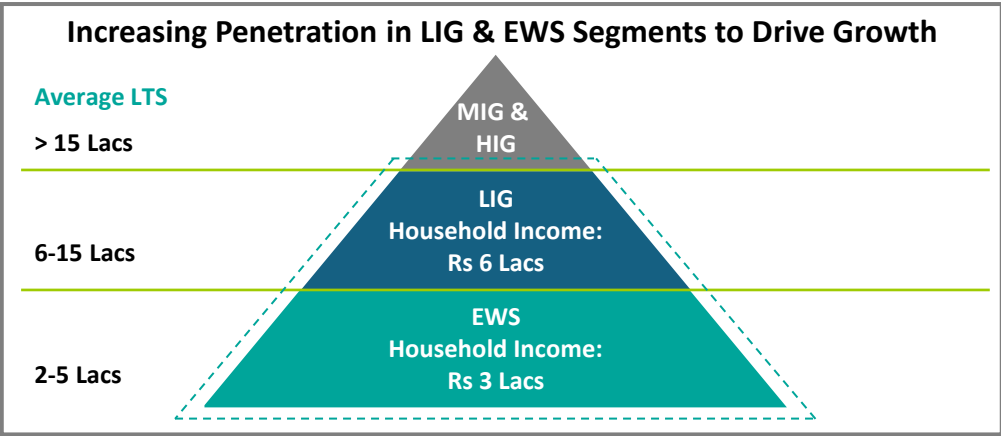 Increasing Penetration in LIG & EWS Segments to Drive Growth
Average LTS
> 15 Lacs
MIG &
HIG
6-15 Lacs
LIG
Household Income:
Rs 6 Lacs
2-5 Lacs
EWS
Household Income:
Rs 3 Lacs